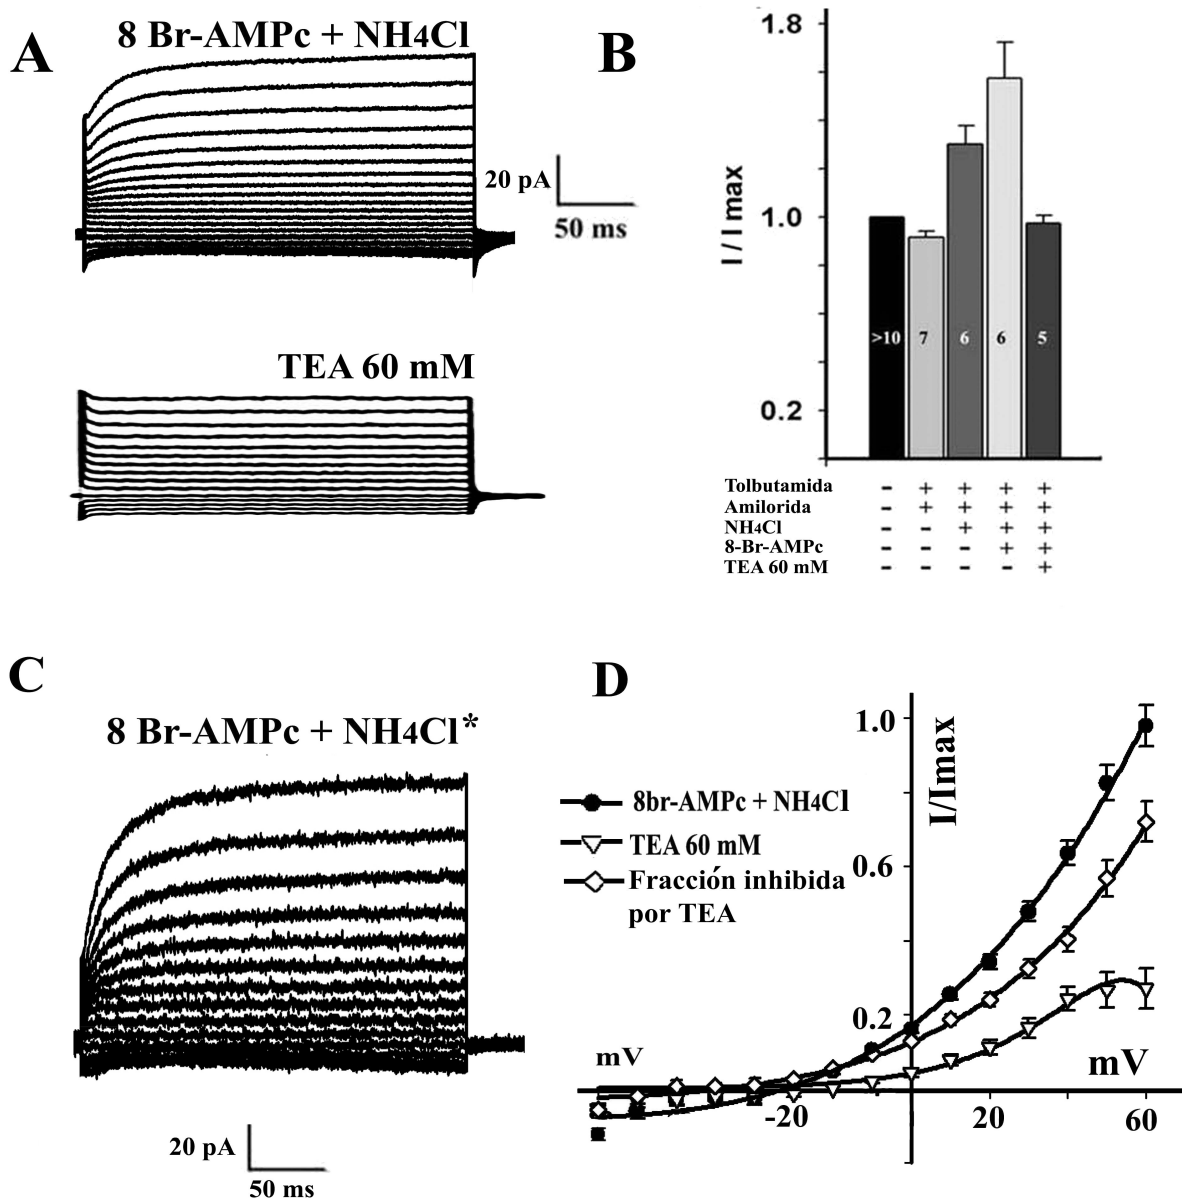 A
8 Br-AMPc + NH4Cl
20 pA
50 ms
TEA 60 mM
B
I / I max
1.8
1.0
0.2
>10 7 6 6 5
Tolbutamida - + + + +
Amilorida - + + + +
NH4Cl - - + + +
8-Br-AMPc - - - + +
TEA 60 mM - - - - +
C
8 Br-AMPc + NH4Cl*
20 pA
50 ms
D
I/Imax
1.0
0.6
0.2
8br-AMPc + NH4Cl
TEA 60 mM
Fracción inhibida
por TEA
mV
mV
-20 20 60